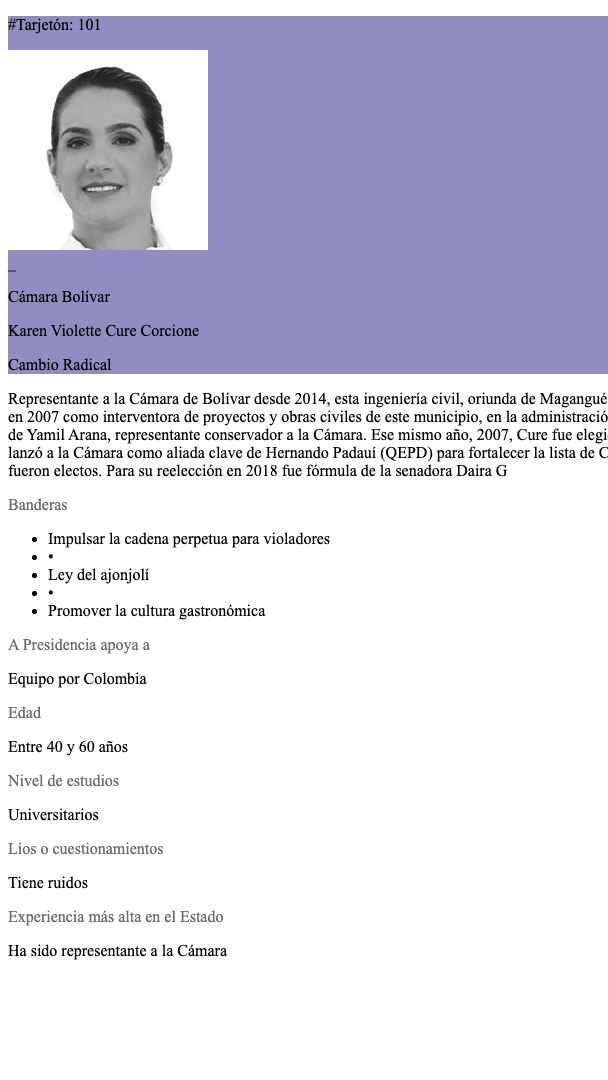 #Tarjetón: 101
_
Cámara Bolívar
Karen Violette Cure Corcione
Cambio Radical
Representante a la Cámara de Bolívar desde 2014, esta ingeniería civil, oriunda de Magangué
en 2007 como interventora de proyectos y obras civiles de este municipio, en la administració
de Yamil Arana, representante conservador a la Cámara. Ese mismo año, 2007, Cure fue elegi
lanzó a la Cámara como aliada clave de Hernando Padauí (QEPD) para fortalecer la lista de C
fueron electos. Para su reelección en 2018 fue fórmula de la senadora Daira G
Banderas
• Impulsar la cadena perpetua para violadores
• •
• Ley del ajonjolí
• •
• Promover la cultura gastronómica
A Presidencia apoya a
Equipo por Colombia
Edad
Entre 40 y 60 años
Nivel de estudios
Universitarios
Líos o cuestionamientos
Tiene ruidos
Experiencia más alta en el Estado
Ha sido representante a la Cámara